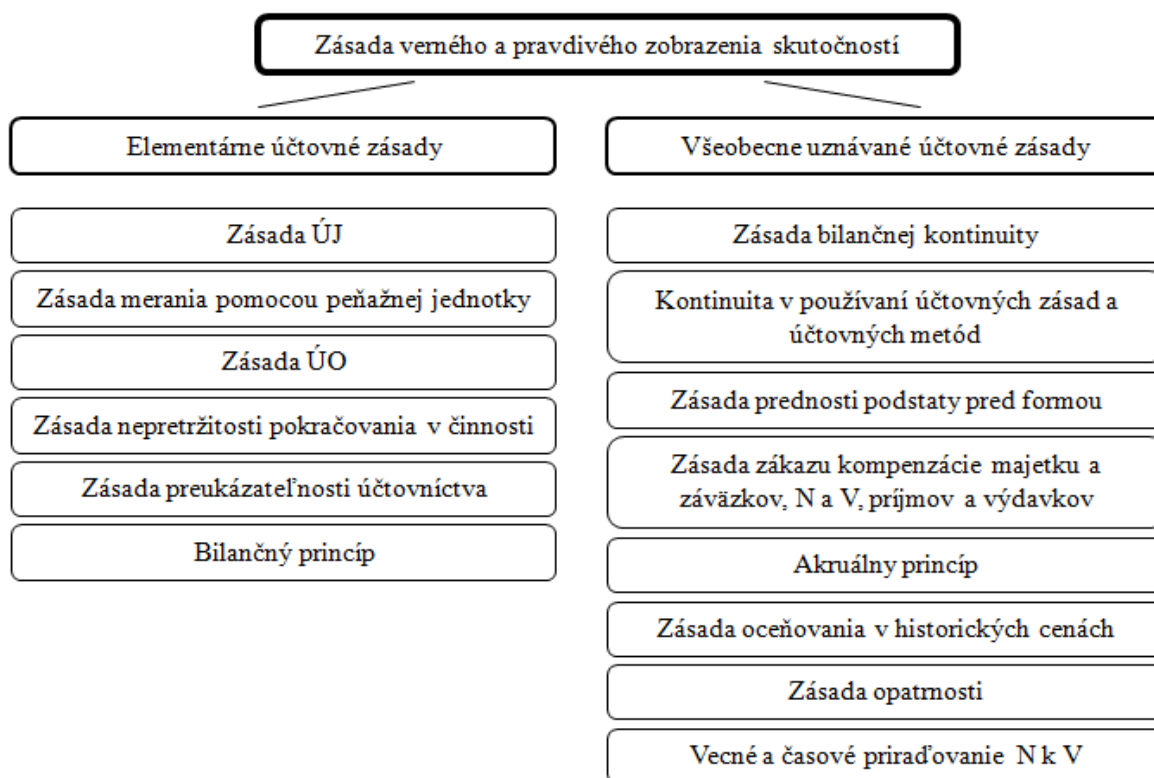 Zásada verného a pravdivého zobrazenia skutočností
Elementárne účtovné zásady
Zásada ÚJ
Zásada merania pomocou peňažnej jednotky
Zásada ÚO
Zásada nepretržitosti pokračovania v činnosti
Zásada preukázateľnosti účtovníctva
Bilančný princíp
Všeobecne uznávané účtovné zásady
Zásada bilančnej kontinuity
Kontinuita v používaní účtovných zásad a
účtovných metód
Zásada prednosti podstaty pred formou
Zásada zákazu kompenzácie majetku a
záväzkov, N a V, príjmov a výdavkov
Akruálny princíp
Zásada oceňovania v historických cenách
Zásada opatrnosti
Vecné a časové priraďovanie N k V